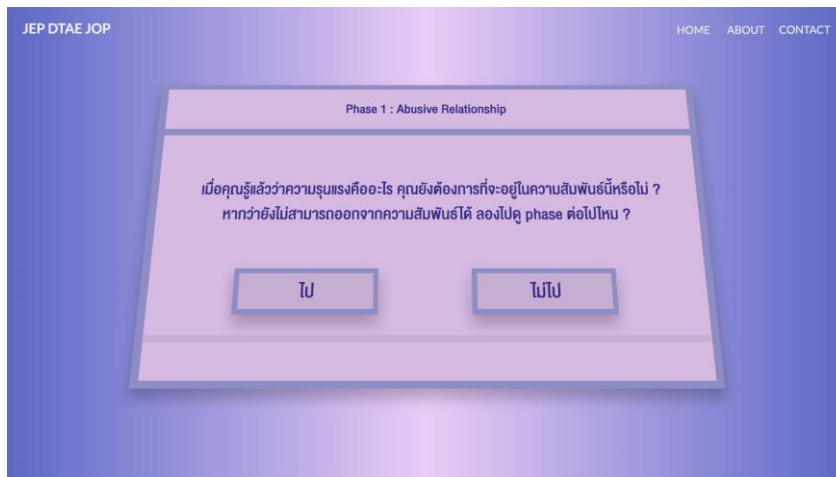 JEP DTAE JOP
HOME ABOUT CONTACT
Phase 1 : Abusive Relationship
เมื่อคุณรู้แล้วว่าความรุนแรงคืออะไร คุณยังต้องการที่จะอยู่ในความสัมพันธ์นี้หรือไม่ ?
หากว่ายังไม่สามารถออกจากความสัมพันธ์ได้ ลองไปดู phase ต่อไปไหม ?
ไป
ไม่ไป